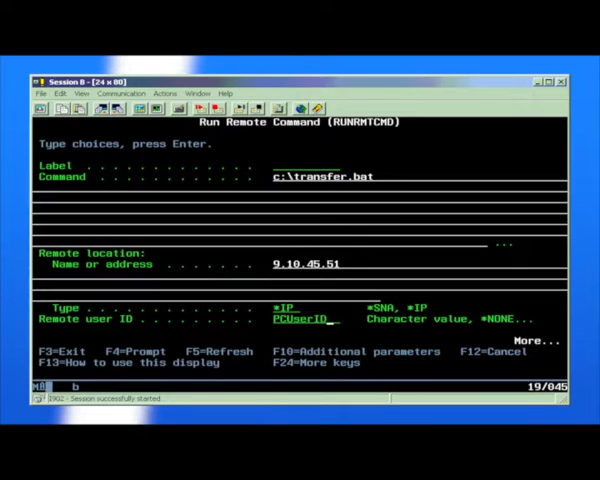 Session B - [24 x 80]
File Edit View Communication Actions Window Help
Run Remote Command (RUNRMTCMD)
Type choices, press Enter.
Label . . . . . . . . . . . . .
Command . . . . . . . . . . . . c:\transfer.bat
...
Remote location:
Name or address . . . . . . . 9.10.45.51
Type . . . . . . . . . . . . . *IP *SNA, *IP
Remote user ID . . . . . . . . . PCUserID_ Character value, *NONE...
More...
F3=Exit F4=Prompt F5=Refresh F10=Additional parameters F12=Cancel
F13=How to use this display F24=More keys
b 19/045
I902 - Session successfully started